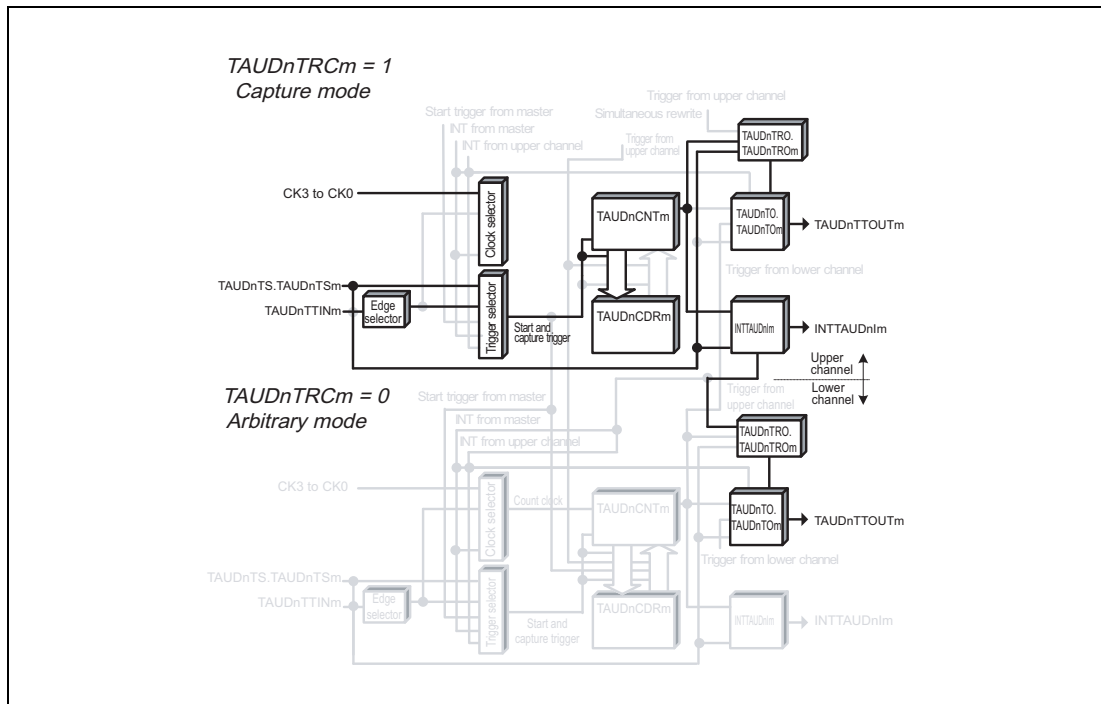 TAUDnTRCm = 1
Capture mode
Trigger from upper channel
Start trigger from master
Simultaneous rewrite
INT from master
INT from upper channel
Trigger from
upper channel
TAUDnTRO.
TAUDnTROm
CK3 to CK0
Clock selector
TAUDnCNTm
TAUDnTO.
TAUDnTOm
TAUDnTTOUTm
Trigger from lower channel
TAUDnTS.TAUDnTSm
TAUDnTTINm
Edge
selector
Trigger selector
Start and
capture trigger
TAUDnCDRm
INTTAUDnIm
INTTAUDnIm
Upper
channel
Lower
channel
TAUDnTRCm = 0
Arbitrary mode
Start trigger from master
INT from master
INT from upper channel
Trigger from
upper channel
TAUDnTRO.
TAUDnTROm
CK3 to CK0
Clock selector
Count clock
TAUDnCNTm
TAUDnTO.
TAUDnTOm
TAUDnTTOUTm
Trigger from lower channel
TAUDnTS.TAUDnTSm
TAUDnTTINm
Edge
selector
Trigger selector
Start and
capture trigger
TAUDnCDRm
INTTAUDnIm
INTTAUDnIm